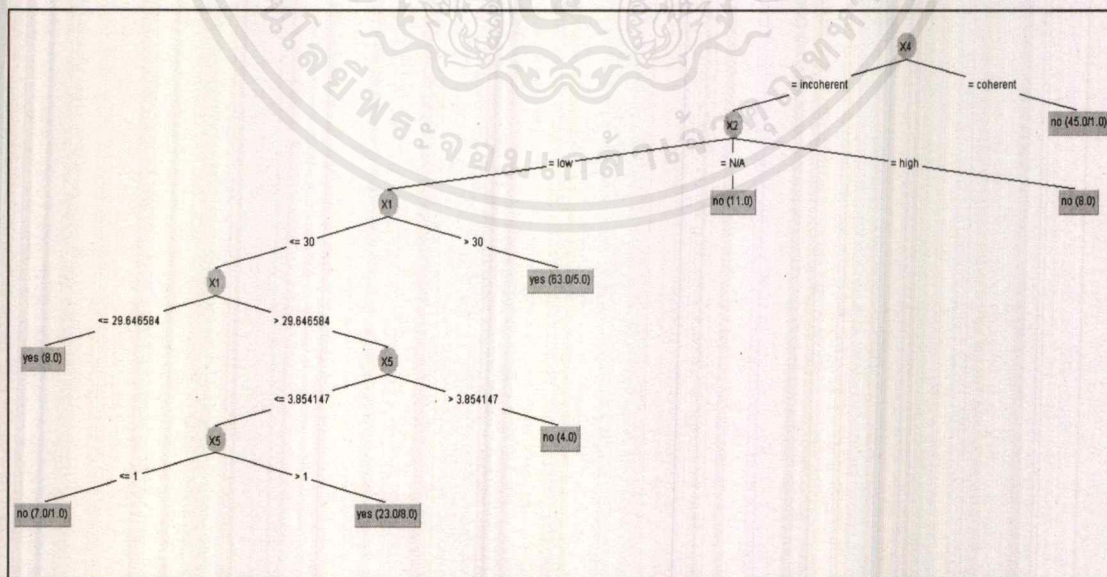 X4
= incoherent
= coherent
X2
no (45.0/1.0)
= low
= N/A
= high
X1
no (11.0)
no (8.0)
<= 30
> 30
X1
yes (63.0/5.0)
<= 29.646584
> 29.646584
yes (8.0)
X5
<= 3.854147
> 3.854147
X5
no (4.0)
<= 1
> 1
no (7.0/1.0)
yes (23.0/8.0)